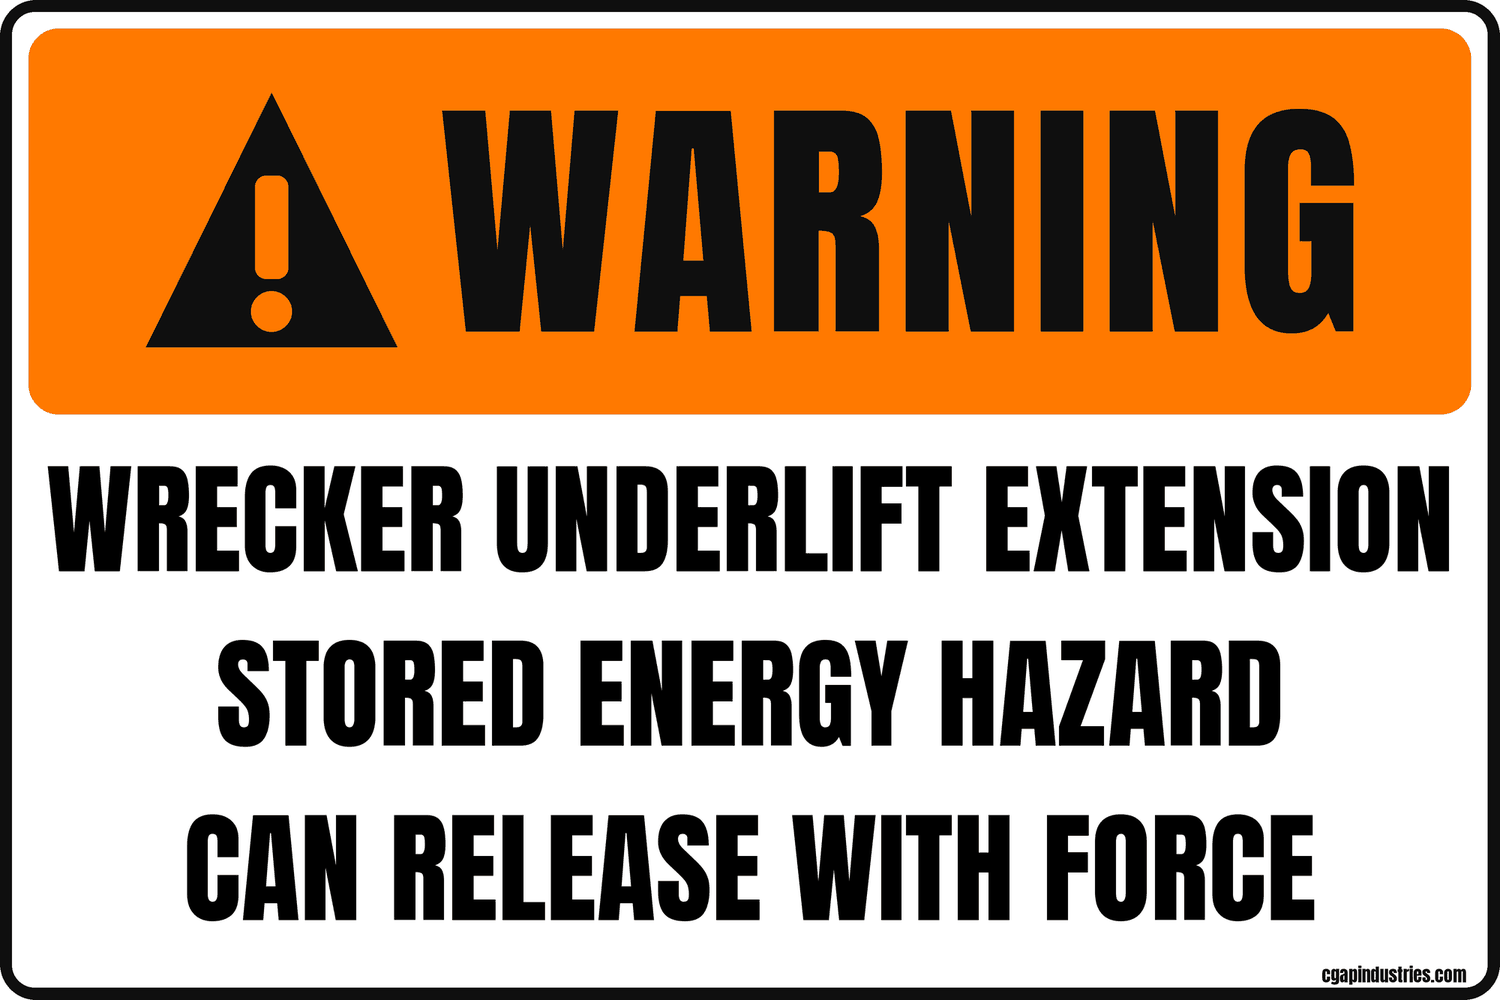 WARNING
WRECKER UNDERLIFT EXTENSION
STORED ENERGY HAZARD
CAN RELEASE WITH FORCE
cgapindustries.com